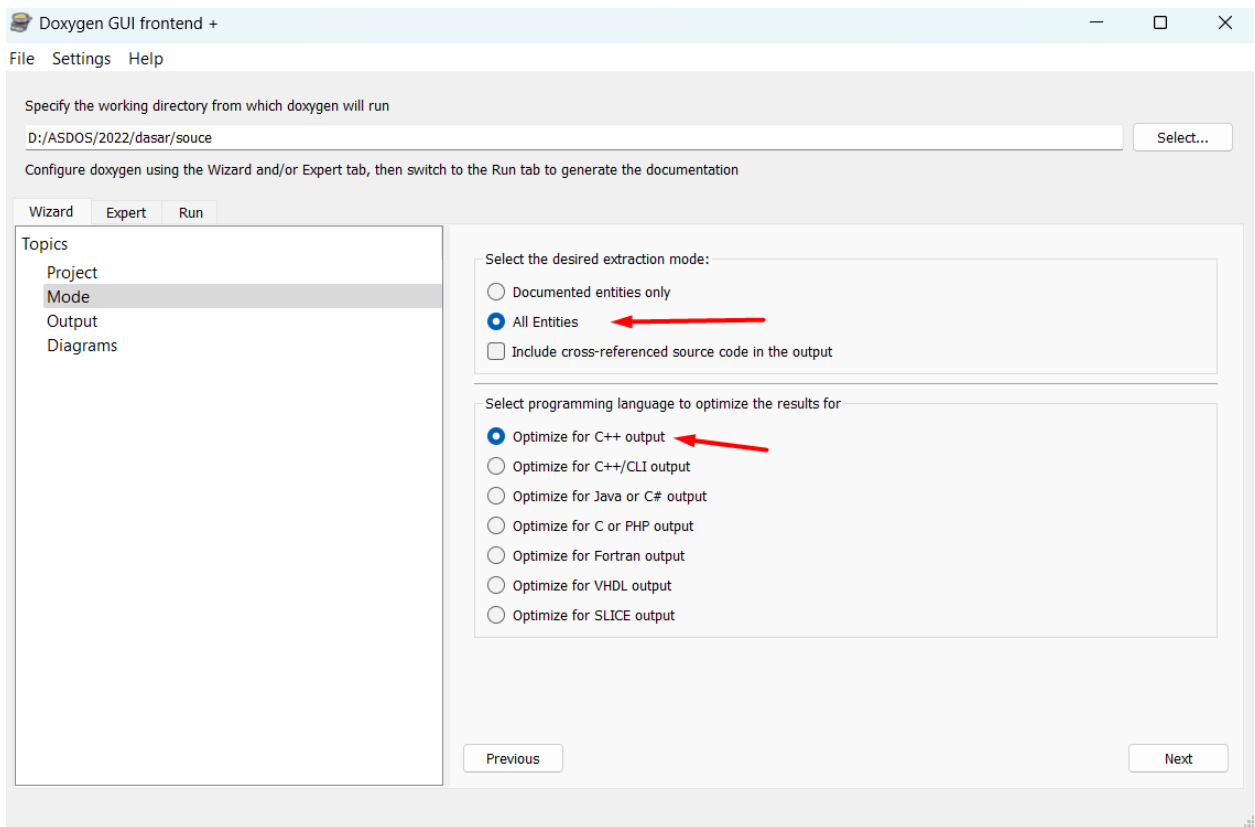 Doxygen GUI frontend +
File Settings Help
Specify the working directory from which doxygen will run
D:/ASDOS/2022/dasar/souce
Select...
Configure doxygen using the Wizard and/or Expert tab, then switch to the Run tab to generate the documentation
Wizard Expert Run
Topics
Project
Mode
Output
Diagrams
Select the desired extraction mode:
Documented entities only
All Entities
Include cross-referenced source code in the output
Select programming language to optimize the results for
Optimize for C++ output
Optimize for C++/CLI output
Optimize for Java or C# output
Optimize for C or PHP output
Optimize for Fortran output
Optimize for VHDL output
Optimize for SLICE output
Previous
Next